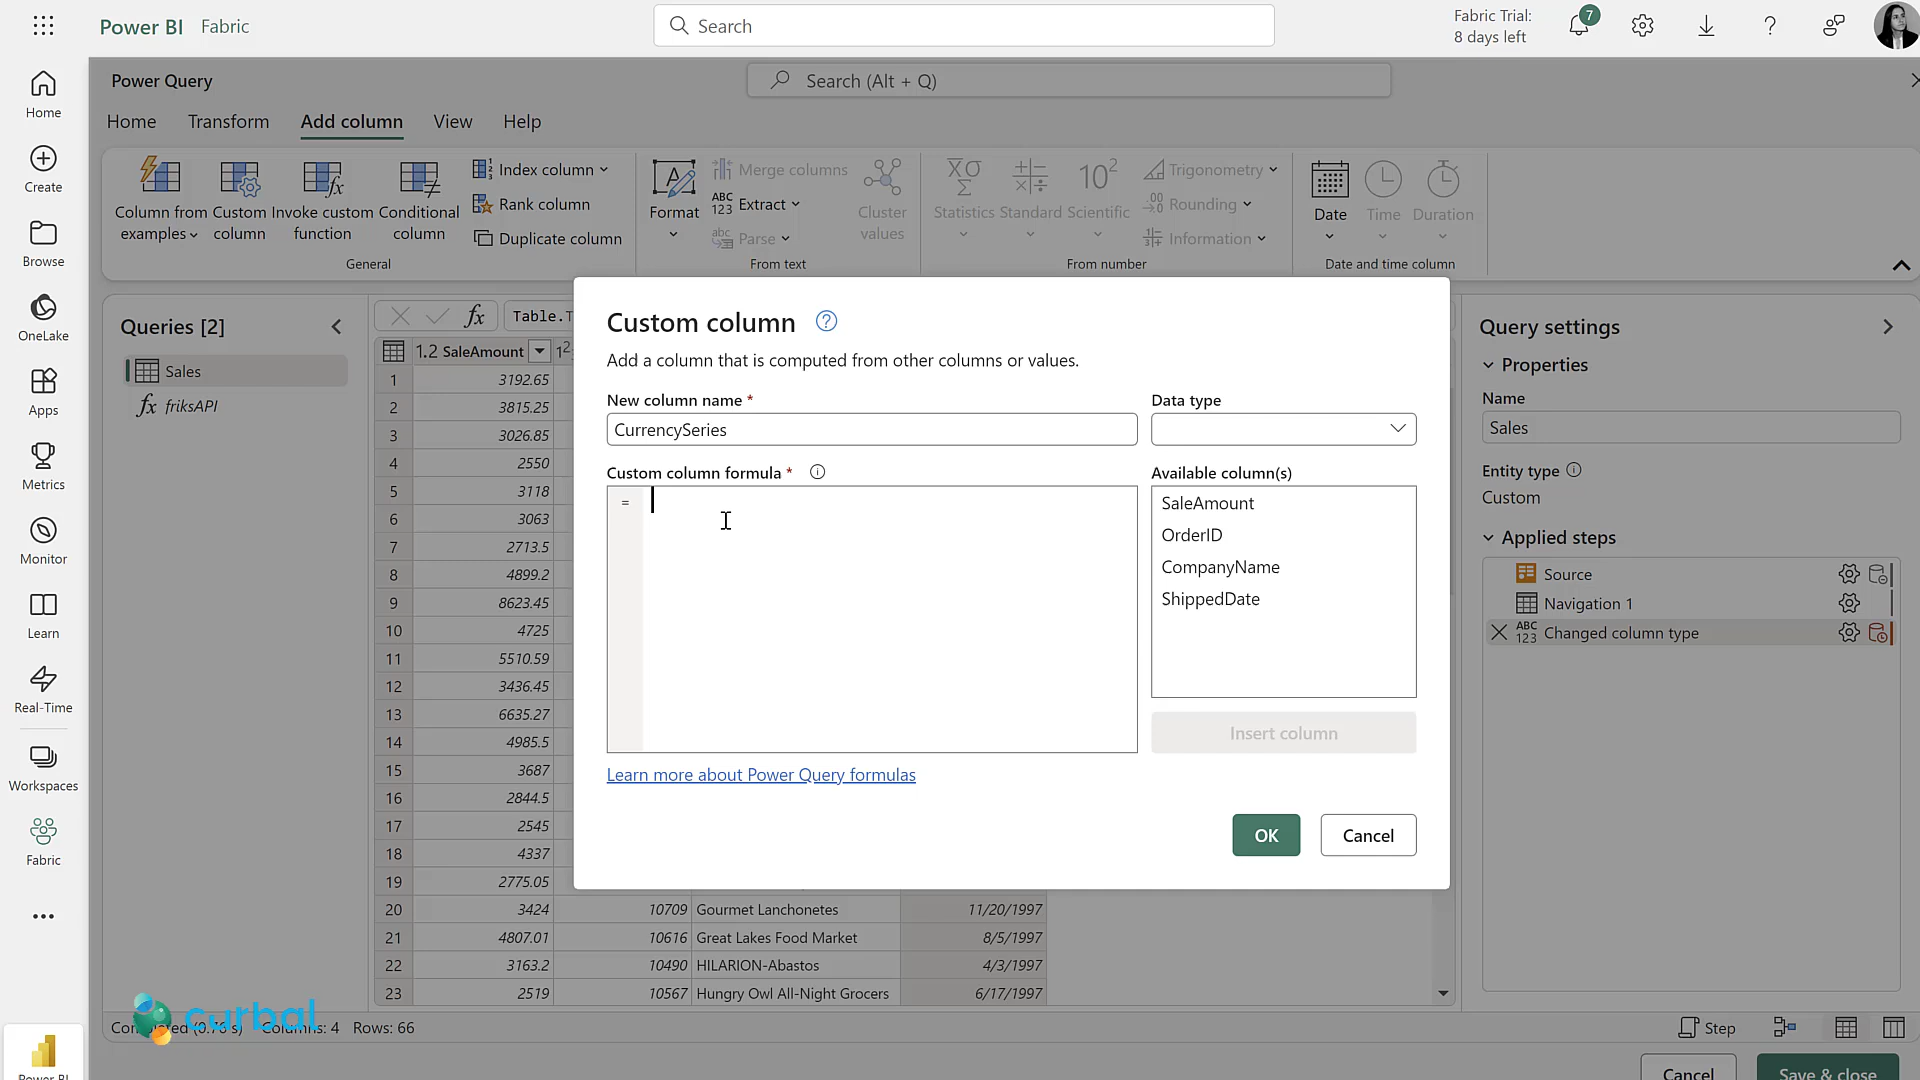 Power BI Fabric
Search
Fabric Trial:
8 days left
7
Home
Create
Browse
OneLake
Apps
Metrics
Monitor
Learn
Real-Time
Workspaces
Fabric
Power BI
Power Query
Search (Alt + Q)
Home Transform Add column View Help
Column from examples
Custom column
Invoke custom function
Conditional column
Index column
Rank column
Duplicate column
General
Format
Merge columns
ABC 123 Extract
abc Parse
Cluster values
From text
Statistics
Standard
10² Scientific
Trigonometry
.00 Rounding
Information
From number
Date
Time
Duration
Date and time column
Queries [2]
Sales
fx friksAPI
fx Table.T
1.2 SaleAmount 1²
1 3192.65
2 3815.25
3 3026.85
4 2550
5 3118
6 3063
7 2713.5
8 4899.2
9 8623.45
10 4725
11 5510.59
12 3436.45
13 6635.27
14 4985.5
15 3687
16 2844.5
17 2545
18 4337
19 2775.05
20 3424 10709 Gourmet Lanchonetes 11/20/1997
21 4807.01 10616 Great Lakes Food Market 8/5/1997
22 3163.2 10490 HILARION-Abastos 4/3/1997
23 2519 10567 Hungry Owl All-Night Grocers 6/17/1997
Custom column
Add a column that is computed from other columns or values.
New column name *
CurrencySeries
Data type
Custom column formula *
=
Available column(s)
SaleAmount
OrderID
CompanyName
ShippedDate
Insert column
Learn more about Power Query formulas
OK
Cancel
Query settings
Properties
Name
Sales
Entity type
Custom
Applied steps
Source
Navigation 1
ABC 123 Changed column type
curbal
Columns: 4 Rows: 66
Step
Cancel
Save & close